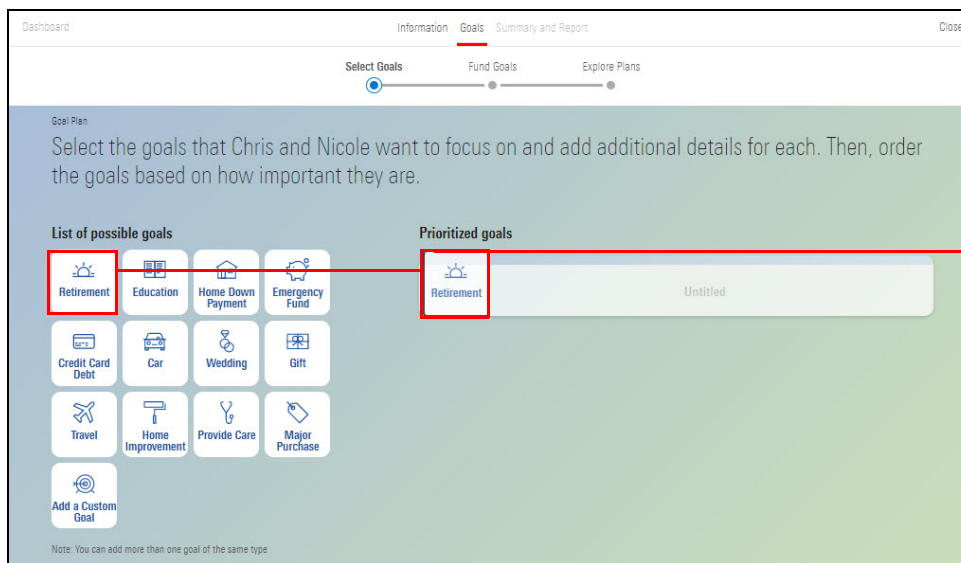 Dashboard
Information Goals Summary and Report
Close
Select Goals Fund Goals Explore Plans
Goal Plan
Select the goals that Chris and Nicole want to focus on and add additional details for each. Then, order
the goals based on how important they are.
List of possible goals
Retirement
Education
Home Down
Payment
Emergency
Fund
Credit Card
Debt
Car
Wedding
Gift
Travel
Home
Improvement
Provide Care
Major
Purchase
Add a Custom
Goal
Note: You can add more than one goal of the same type
Prioritized goals
Retirement
Untitled